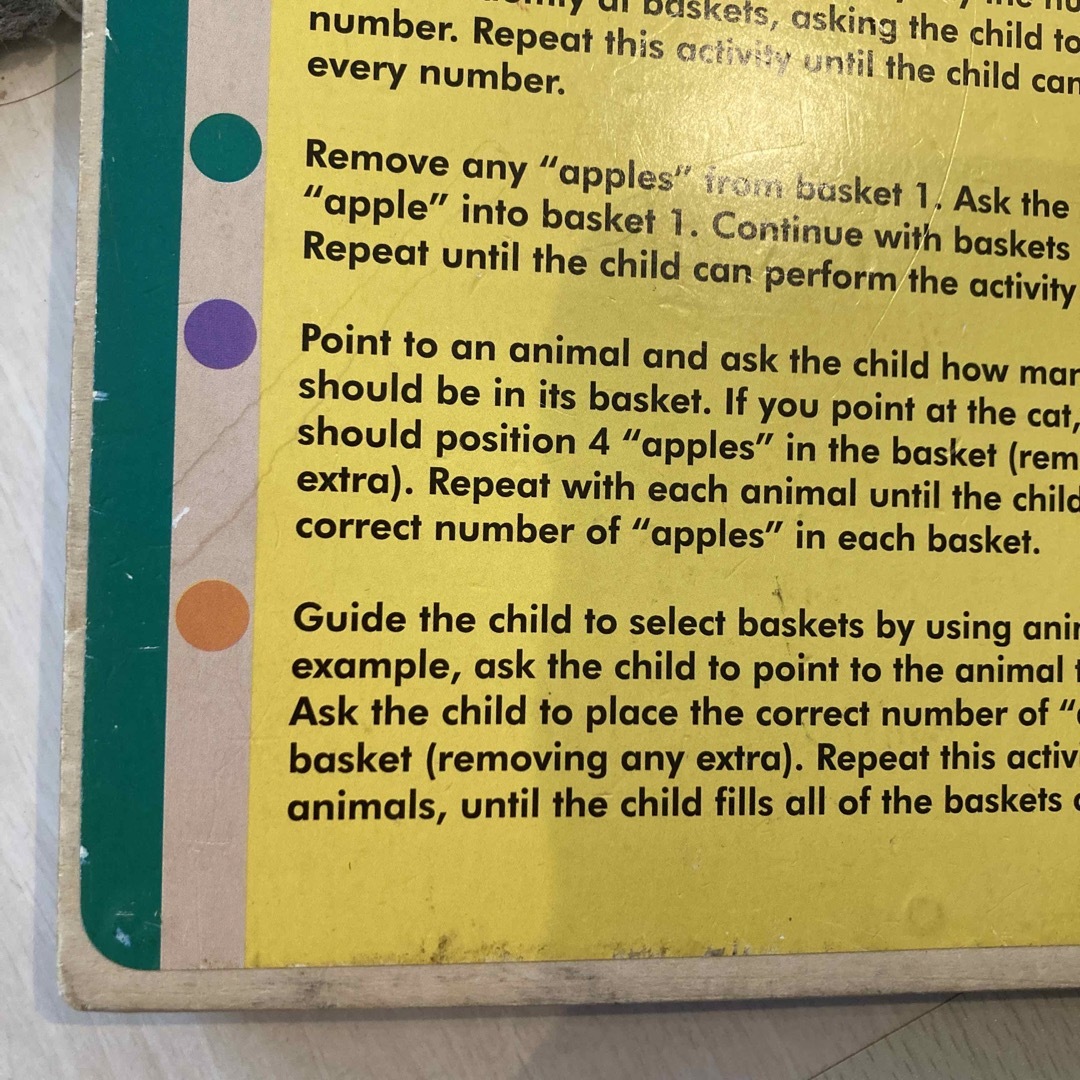 at baskets, asking the child to
number. Repeat this activity until the child can
every number.
Remove any “apples” from basket 1. Ask the
“apple” into basket 1. Continue with baskets
Repeat until the child can perform the activity
Point to an animal and ask the child how
should be in its basket. If you point at the cat,
should position 4 “apples” in the basket
extra). Repeat with each animal until the child
correct number of “apples” in each basket.
Guide the child to select baskets by using
example, ask the child to point to the animal
Ask the child to place the correct number of
basket (removing any extra). Repeat this
animals, until the child fills all of the baskets